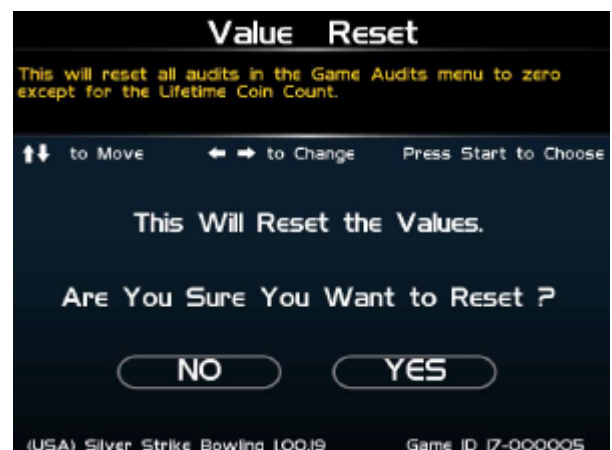 Value Reset
This will reset all audits in the Game Audits menu to zero
except for the Lifetime Coin Count.
to Move to Change Press Start to Choose
This Will Reset the Values.
Are You Sure You Want to Reset ?
NO YES
(USA) Silver Strike Bowling 1.00.19 Game ID 17-000005